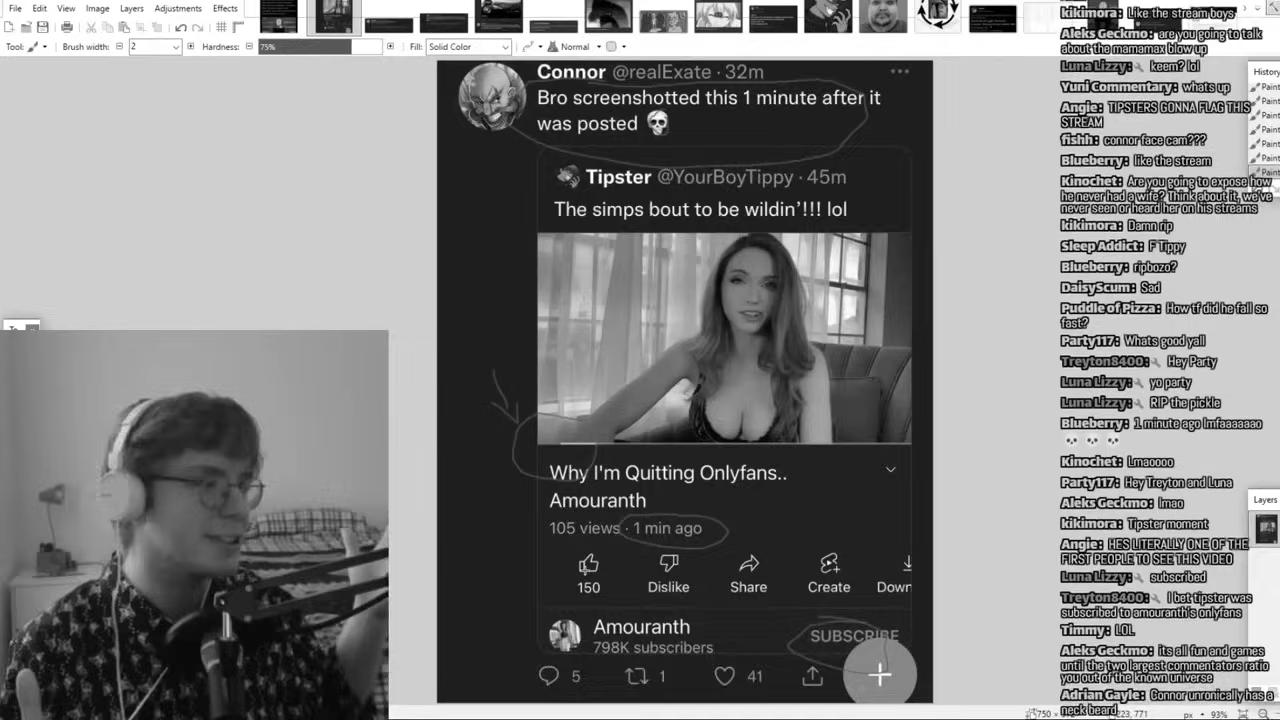 Edit View Image Layers Adjustments Effects
Tool: Brush width: 2 Hardness: 75% Fill: Solid Color Normal
Connor @realExate · 32m
Bro screenshotted this 1 minute after it
was posted 💀
Tipster @YourBoyTippy · 45m
The simps bout to be wildin'!!! lol
Why I'm Quitting Onlyfans..
Amouranth
105 views · 1 min ago
150 Dislike Share Create Down
Amouranth
798K subscribers
SUBSCRIBE
5 1 41
kikimora: Like the stream boys
Aleks Geckmo: are you going to talk
about the mamamax blow up
Luna Lizzy: keem? lol
Yuni Commentary: whats up
Angie: TIPSTERS GONNA FLAG THIS
STREAM
fishh: connor face cam???
Blueberry: like the stream
Kinochet: Are you going to expose how
he never had a wife? Think about it, we've
never seen or heard her on his streams
kikimora: Damn rip
Sleep Addict: F Tippy
Blueberry: ripbozo?
DaisyScum: Sad
Puddle of Pizza: How tf did he fall so
fast?
Party117: Whats good yall
Treyton8400: Hey Party
Luna Lizzy: yo party
Luna Lizzy: RIP the pickle
Blueberry: 1 minute ago lmfaaaaaao
💀 💀 💀
Kinochet: Lmaoooo
Party117: Hey Treyton and Luna
Aleks Geckmo: lmao
kikimora: Tipster moment
Angie: HES LITERALLY ONE OF THE
FIRST PEOPLE TO SEE THIS VIDEO
Luna Lizzy: subscribed
Treyton8400: I bet tipster was
subscribed to amouranth's onlyfans
Timmy: LOL
Aleks Geckmo: its all fun and games
until the two largest commentators ratio
you out of the known universe
Adrian Gayle: Connor unronically has a
neck beard
History
Paint
Paint
Paint
Paint
Paint
Layers
223, 771 px 93%